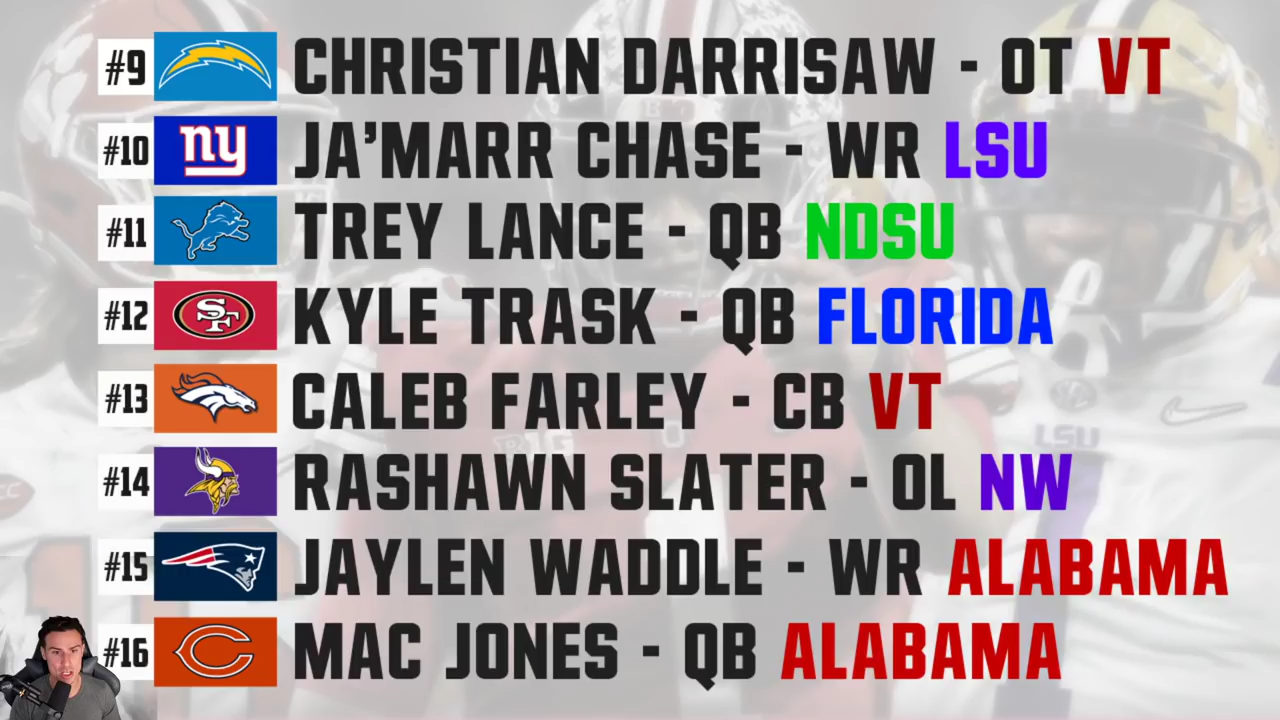 #9 CHRISTIAN DARRISAW - OT VT
#10 ny JA'MARR CHASE - WR LSU
#11 TREY LANCE - QB NDSU
#12 SF KYLE TRASK - QB FLORIDA
#13 CALEB FARLEY - CB VT
#14 RASHAWN SLATER - OL NW
#15 JAYLEN WADDLE - WR ALABAMA
#16 C MAC JONES - QB ALABAMA
LSU